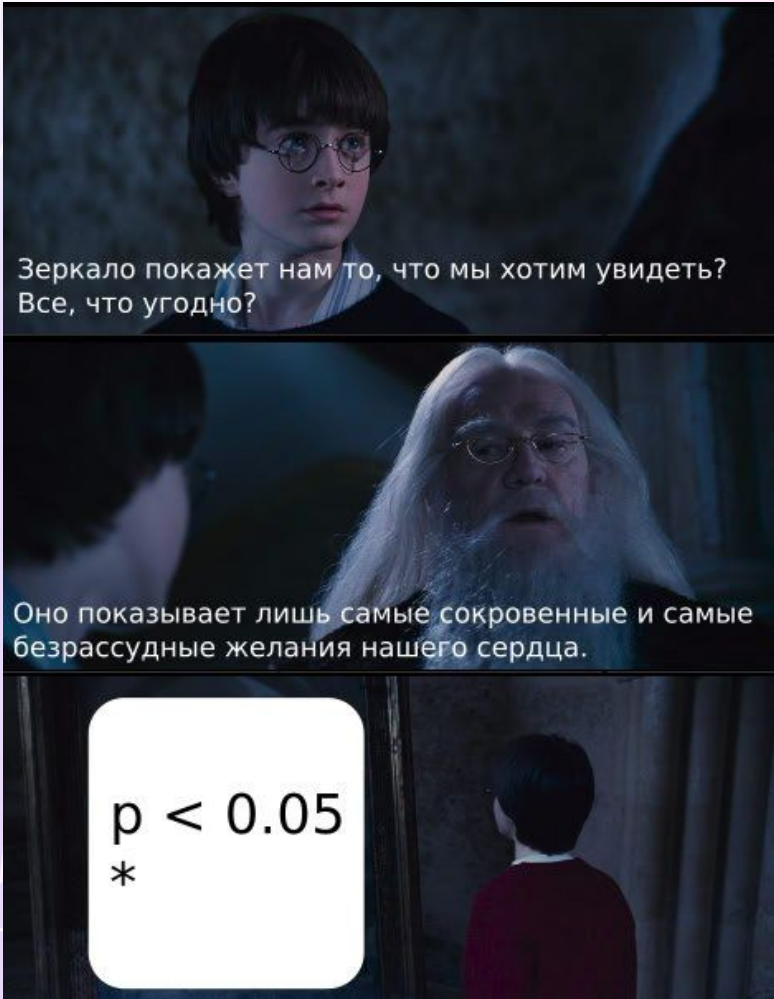 Зеркало покажет нам то, что мы хотим увидеть?
Все, что угодно?
Оно показывает лишь самые сокровенные и самые
безрассудные желания нашего сердца.
p < 0.05
*